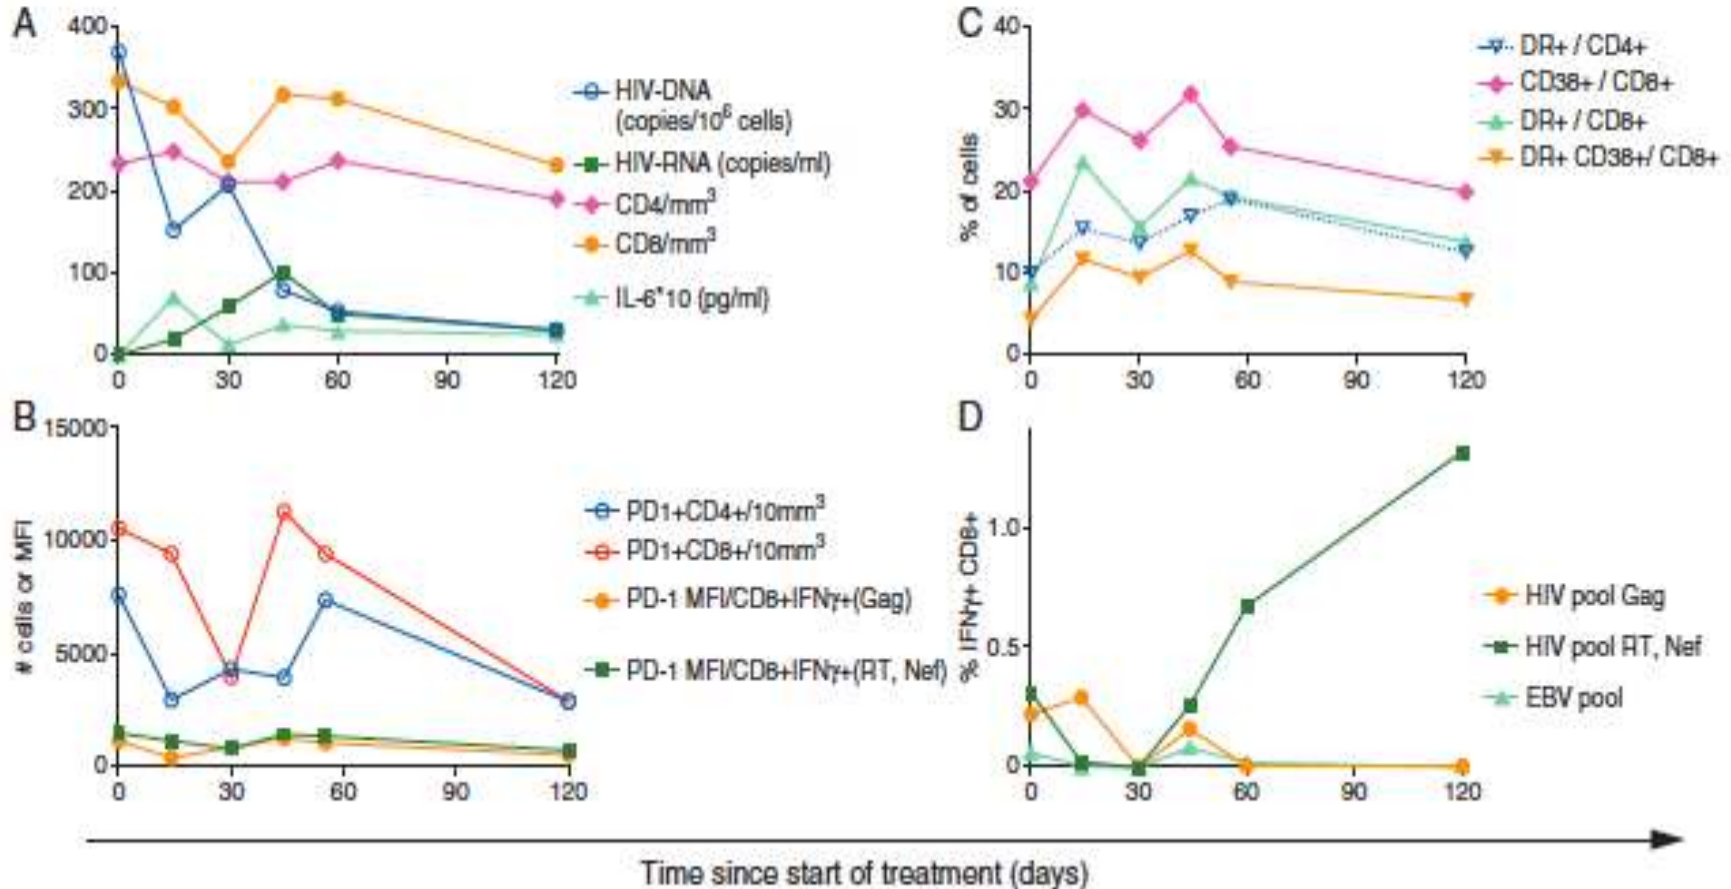 A
400
300
200
100
0
0 30 60 90 120
HIV-DNA
(copies/10⁶ cells)
HIV-RNA (copies/ml)
CD4/mm³
CD8/mm³
IL-6*10 (pg/ml)
C
40
30
20
10
0
% of cells
0 30 60 90 120
DR+ / CD4+
CD38+ / CD8+
DR+ / CD8+
DR+ CD38+/ CD8+
B
15000
10000
5000
0
# cells or MFI
0 30 60 90 120
PD1+CD4+/10mm³
PD1+CD8+/10mm³
PD-1 MFI/CD8+IFNγ+(Gag)
PD-1 MFI/CD8+IFNγ+(RT, Nef)
D
1.0
0.5
0
% IFNγ+ CD8+
0 30 60 90 120
HIV pool Gag
HIV pool RT, Nef
EBV pool
Time since start of treatment (days)